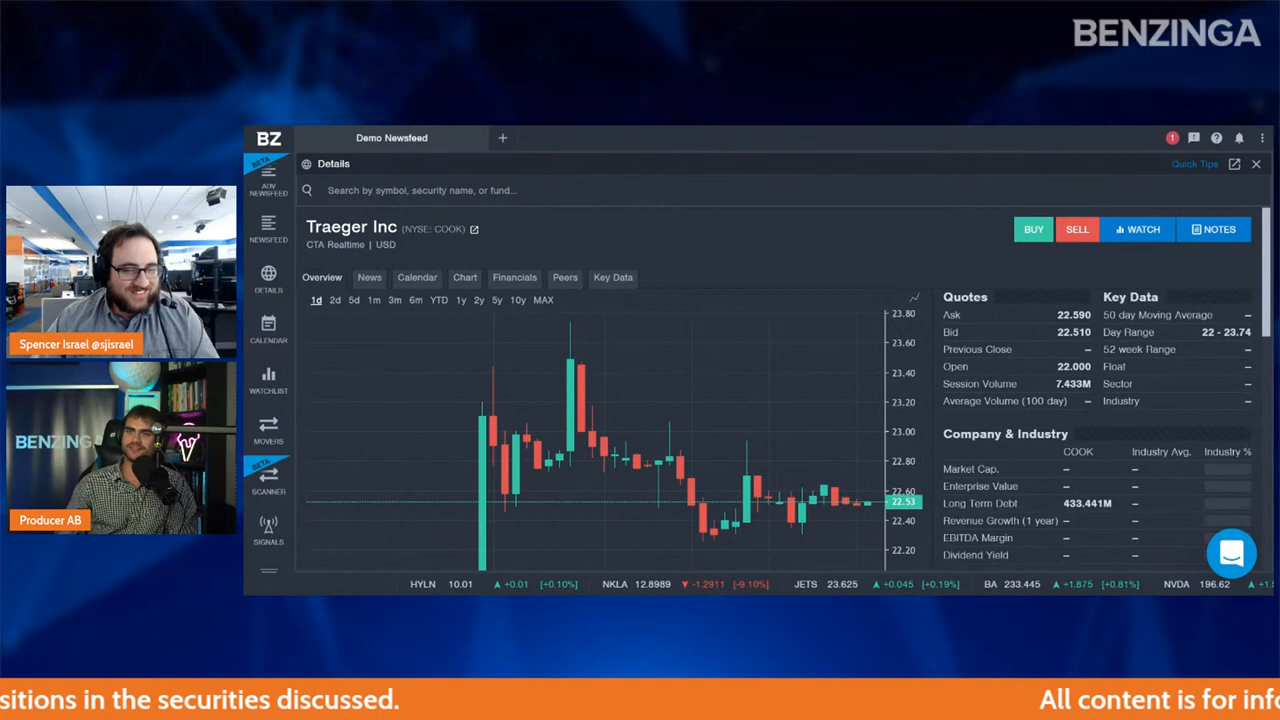 BENZINGA
BZ
Demo Newsfeed
+
1
BETA
ADV
NEWSFEED
NEWSFEED
DETAILS
CALENDAR
WATCHLIST
MOVERS
BETA
SCANNER
SIGNALS
Details
Quick Tips
Search by symbol, security name, or fund...
Traeger Inc (NYSE: COOK)
CTA Realtime | USD
BUY
SELL
WATCH
NOTES
Overview News Calendar Chart Financials Peers Key Data
1d 2d 5d 1m 3m 6m YTD 1y 2y 5y 10y MAX
23.80
23.60
23.40
23.20
23.00
22.80
22.60
22.53
22.40
22.20
Quotes
Ask 22.590
Bid 22.510
Previous Close –
Open 22.000
Session Volume 7.433M
Average Volume (100 day) –
Key Data
50 day Moving Average –
Day Range 22 - 23.74
52 week Range –
Float –
Sector –
Industry –
Company & Industry
COOK Industry Avg. Industry %
Market Cap. – –
Enterprise Value – –
Long Term Debt 433.441M –
Revenue Growth (1 year) – –
EBITDA Margin – –
Dividend Yield – –
HYLN 10.01 ▲ +0.01 [+0.10%] NKLA 12.8989 ▼ -1.2911 [-9.10%] JETS 23.625 ▲ +0.045 [+0.19%] BA 233.445 ▲ +1.875 [+0.81%] NVDA 196.62 ▲
Spencer Israel @sjisrael
BENZINGA
Producer AB
sitions in the securities discussed.
All content is for info